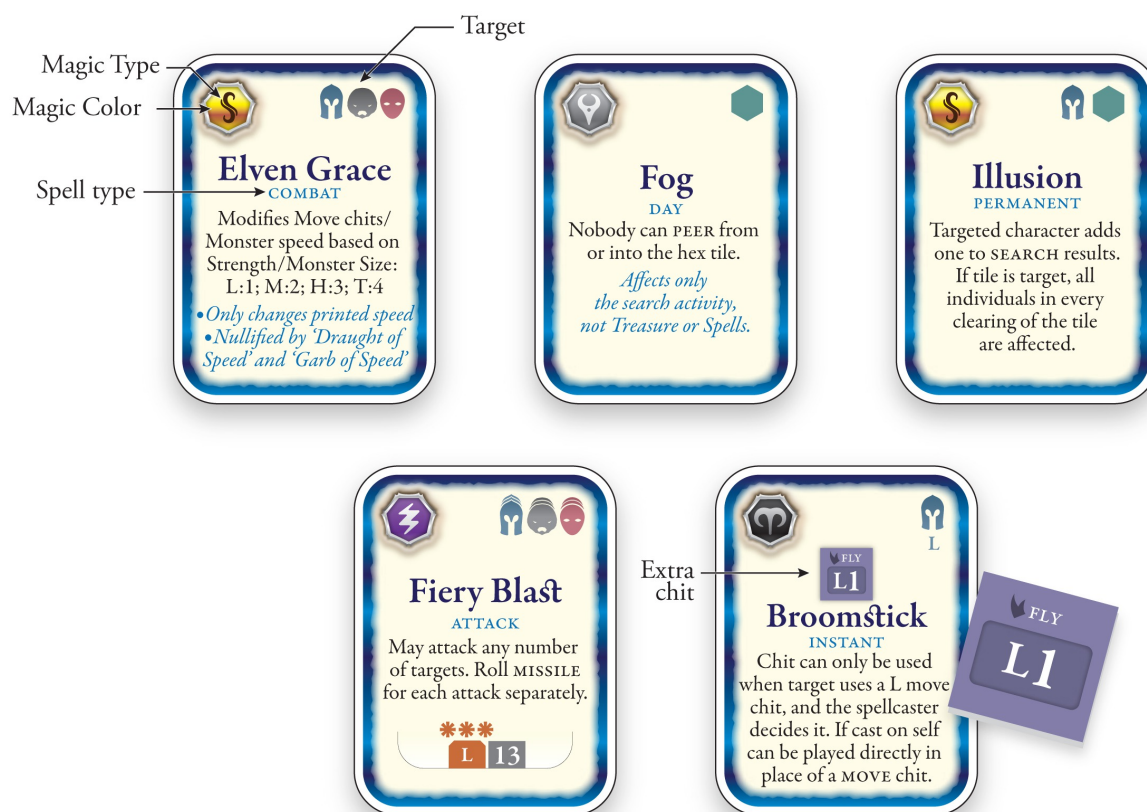 Target
Magic Type
Magic Color
Spell type
Elven Grace
COMBAT
Modifies Move chits/
Monster speed based on
Strength/Monster Size:
L:1; M:2; H:3; T:4
•Only changes printed speed
•Nullified by ‘Draught of
Speed’ and ‘Garb of Speed’
Fog
DAY
Nobody can PEER from
or into the hex tile.
Affects only
the search activity,
not Treasure or Spells.
Illusion
PERMANENT
Targeted character adds
one to SEARCH results.
If tile is target, all
individuals in every
clearing of the tile
are affected.
Fiery Blast
ATTACK
May attack any number
of targets. Roll MISSILE
for each attack separately.
***
L 13
L
Extra
chit
FLY
L1
Broomstick
INSTANT
Chit can only be used
when target uses a L move
chit, and the spellcaster
decides it. If cast on self
can be played directly in
place of a MOVE chit.
FLY
L1